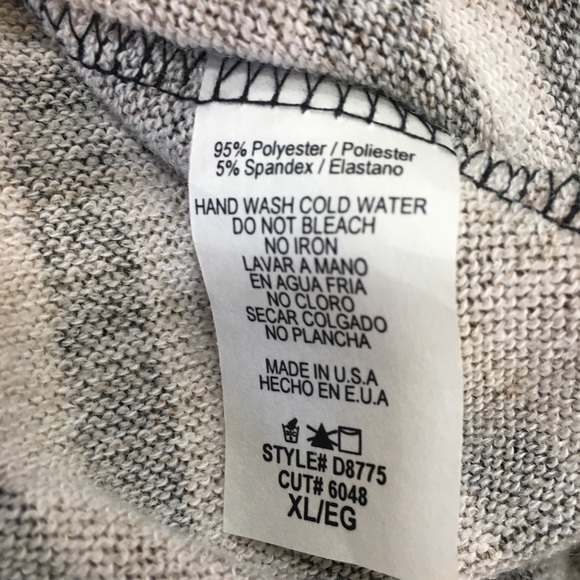 95% Polyester / Poliester
5% Spandex / Elastano
HAND WASH COLD WATER
DO NOT BLEACH
NO IRON
LAVAR A MANO
EN AGUA FRIA
NO CLORO
SECAR COLGADO
NO PLANCHA
MADE IN U.S.A
HECHO EN E.U.A
STYLE# D8775
CUT# 6048
XL/EG